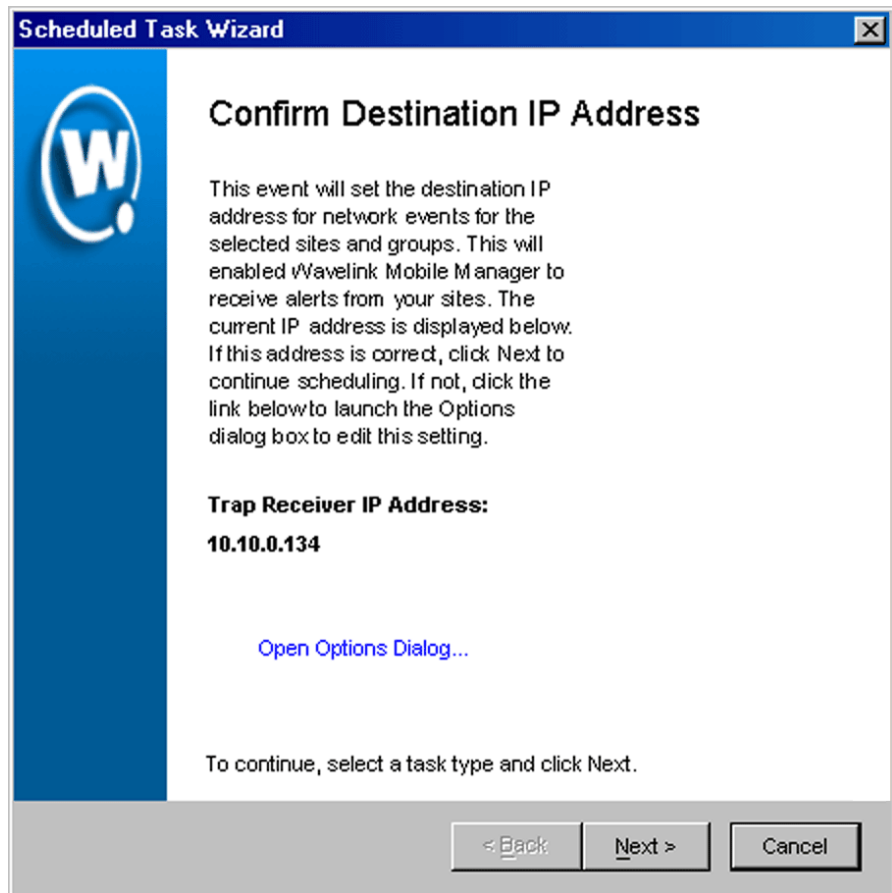 Scheduled Task Wizard
W
Confirm Destination IP Address
This event will set the destination IP
address for network events for the
selected sites and groups. This will
enabled Wavelink Mobile Manager to
receive alerts from your sites. The
current IP address is displayed below.
If this address is correct, click Next to
continue scheduling. If not, click the
link below to launch the Options
dialog box to edit this setting.
Trap Receiver IP Address:
10.10.0.134
Open Options Dialog...
To continue, select a task type and click Next.
< Back Next > Cancel